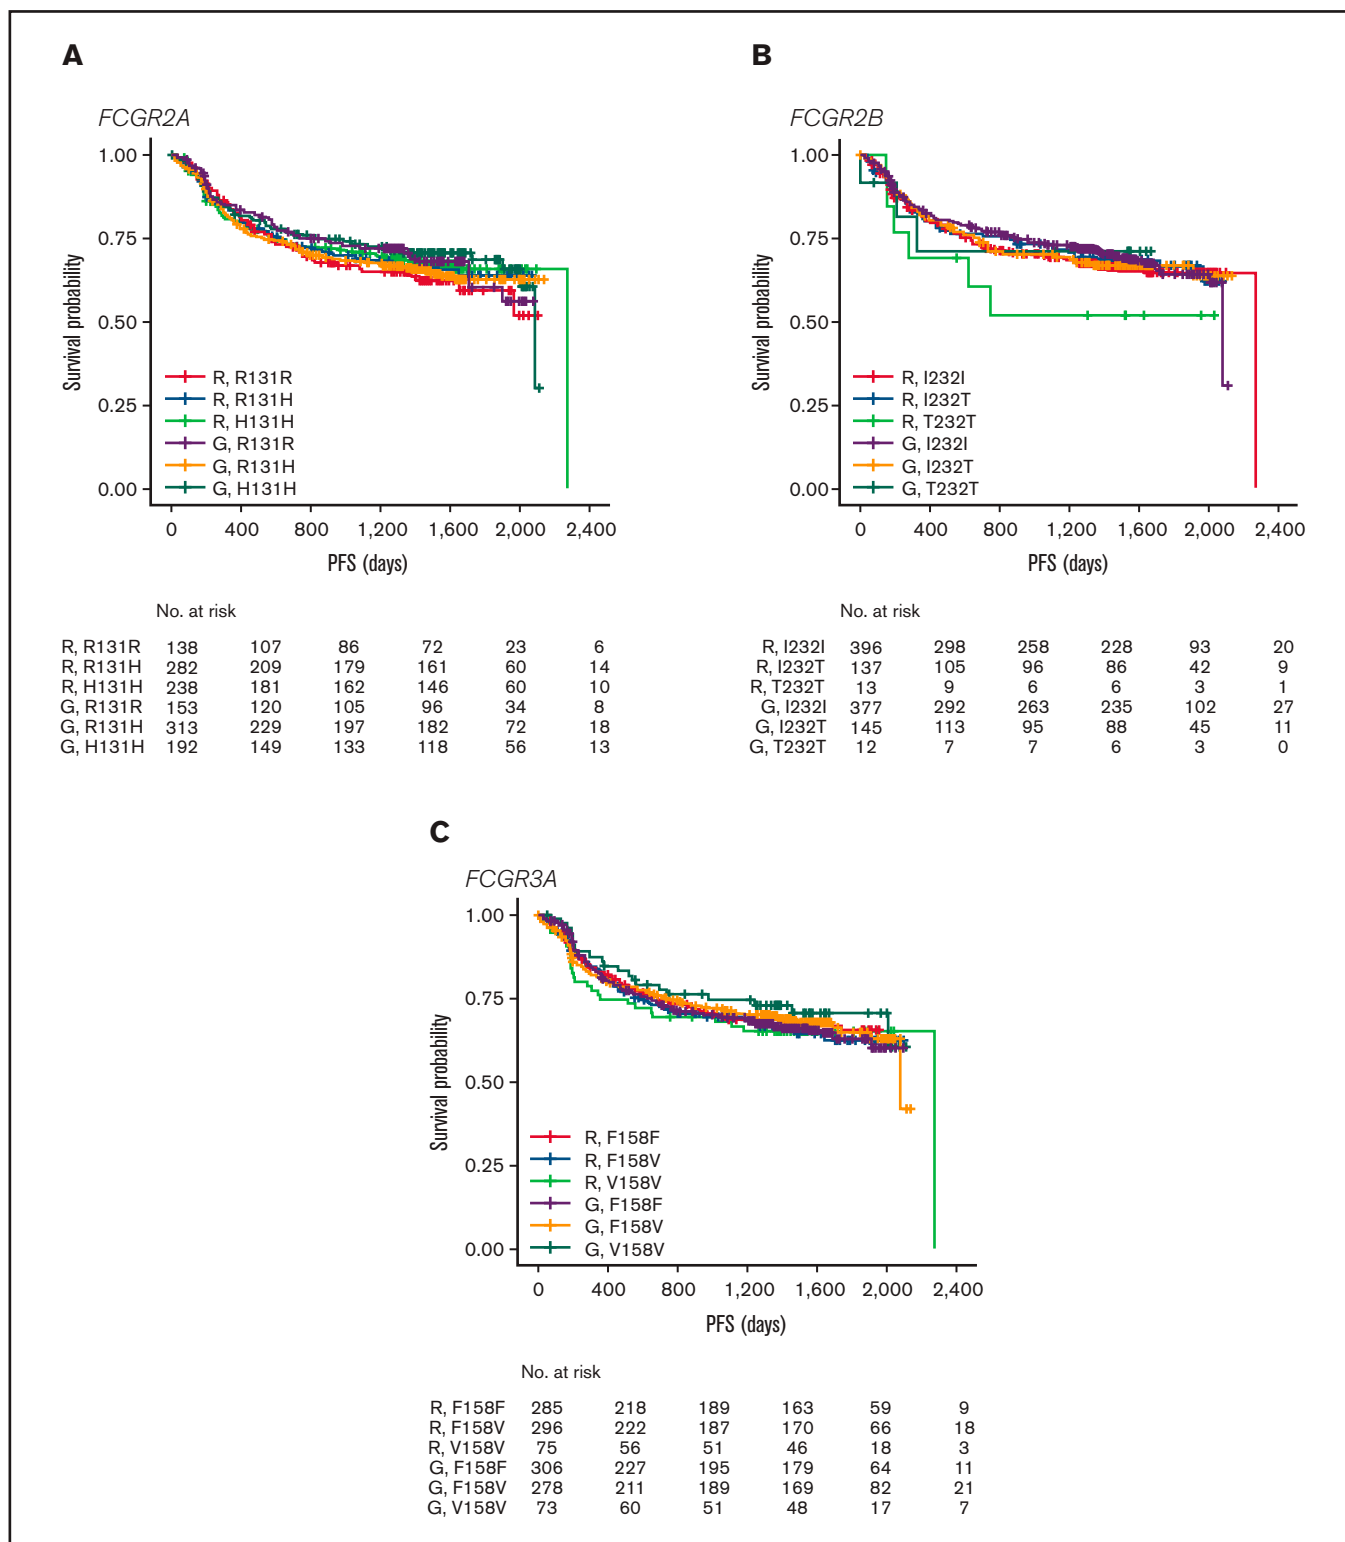 A
FCGR2A
Survival probability
1.00
0.75
0.50
0.25
0.00
R, R131R
R, R131H
R, H131H
G, R131R
G, R131H
G, H131H
0 400 800 1,200 1,600 2,000 2,400
PFS (days)
No. at risk
R, R131R 138 107 86 72 23 6
R, R131H 282 209 179 161 60 14
R, H131H 238 181 162 146 60 10
G, R131R 153 120 105 96 34 8
G, R131H 313 229 197 182 72 18
G, H131H 192 149 133 118 56 13
B
FCGR2B
Survival probability
1.00
0.75
0.50
0.25
0.00
R, I232I
R, I232T
R, T232T
G, I232I
G, I232T
G, T232T
0 400 800 1,200 1,600 2,000 2,400
PFS (days)
No. at risk
R, I232I 396 298 258 228 93 20
R, I232T 137 105 96 86 42 9
R, T232T 13 9 6 6 3 1
G, I232I 377 292 263 235 102 27
G, I232T 145 113 95 88 45 11
G, T232T 12 7 7 6 3 0
C
FCGR3A
Survival probability
1.00
0.75
0.50
0.25
0.00
R, F158F
R, F158V
R, V158V
G, F158F
G, F158V
G, V158V
0 400 800 1,200 1,600 2,000 2,400
PFS (days)
No. at risk
R, F158F 285 218 189 163 59 9
R, F158V 296 222 187 170 66 18
R, V158V 75 56 51 46 18 3
G, F158F 306 227 195 179 64 11
G, F158V 278 211 189 169 82 21
G, V158V 73 60 51 48 17 7